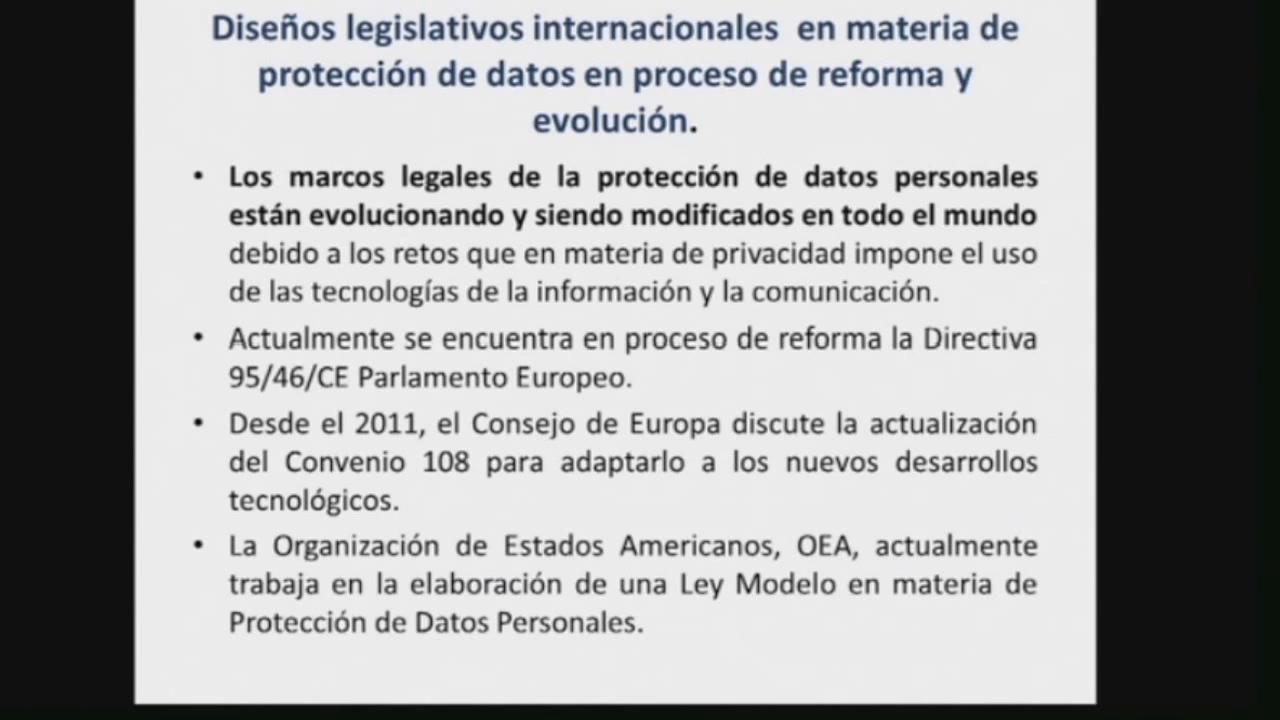 Diseños legislativos internacionales en materia de
protección de datos en proceso de reforma y
evolución.
• Los marcos legales de la protección de datos personales
están evolucionando y siendo modificados en todo el mundo
debido a los retos que en materia de privacidad impone el uso
de las tecnologías de la información y la comunicación.
• Actualmente se encuentra en proceso de reforma la Directiva
95/46/CE Parlamento Europeo.
• Desde el 2011, el Consejo de Europa discute la actualización
del Convenio 108 para adaptarlo a los nuevos desarrollos
tecnológicos.
• La Organización de Estados Americanos, OEA, actualmente
trabaja en la elaboración de una Ley Modelo en materia de
Protección de Datos Personales.